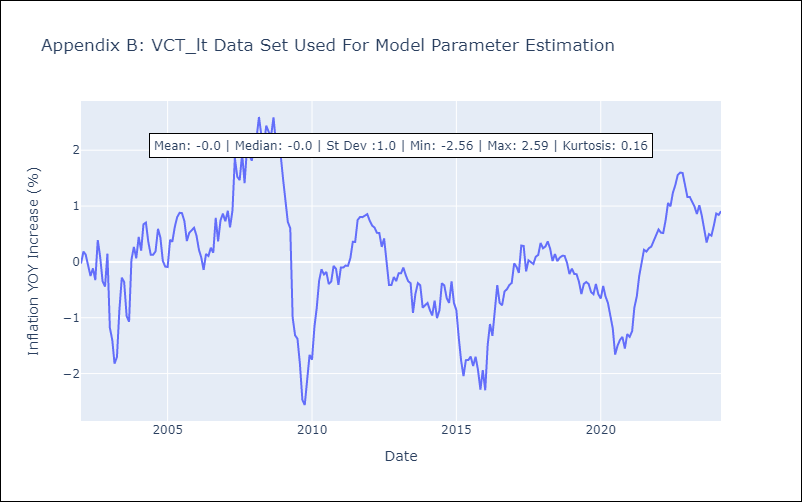 Appendix B: VCT_lt Data Set Used For Model Parameter Estimation
Mean: -0.0 | Median: -0.0 | St Dev :1.0 | Min: -2.56 | Max: 2.59 | Kurtosis: 0.16
Inflation YOY Increase (%)
2
1
0
−1
−2
2005
2010
2015
2020
Date